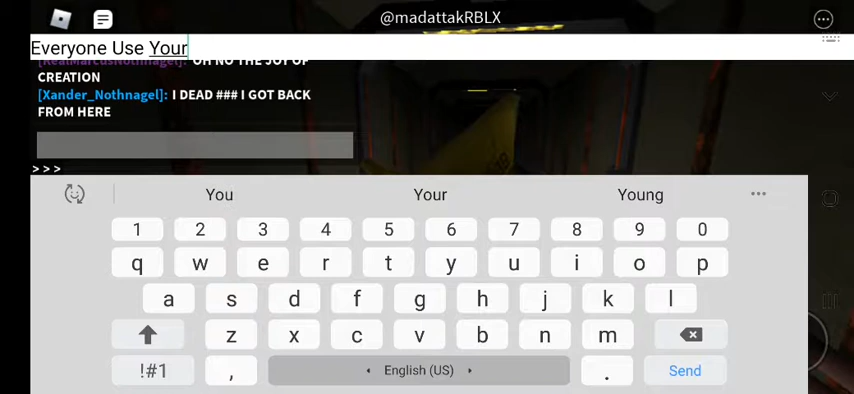 @madattakRBLX
Everyone Use Your
[RealMarcusNothnagel]: OH NO THE JOY OF
CREATION
[Xander_Nothnagel]: I DEAD ### I GOT BACK
FROM HERE
> > >
You Your Young
1 2 3 4 5 6 7 8 9 0
q w e r t y u i o p
a s d f g h j k l
z x c v b n m
!#1 , English (US) . Send